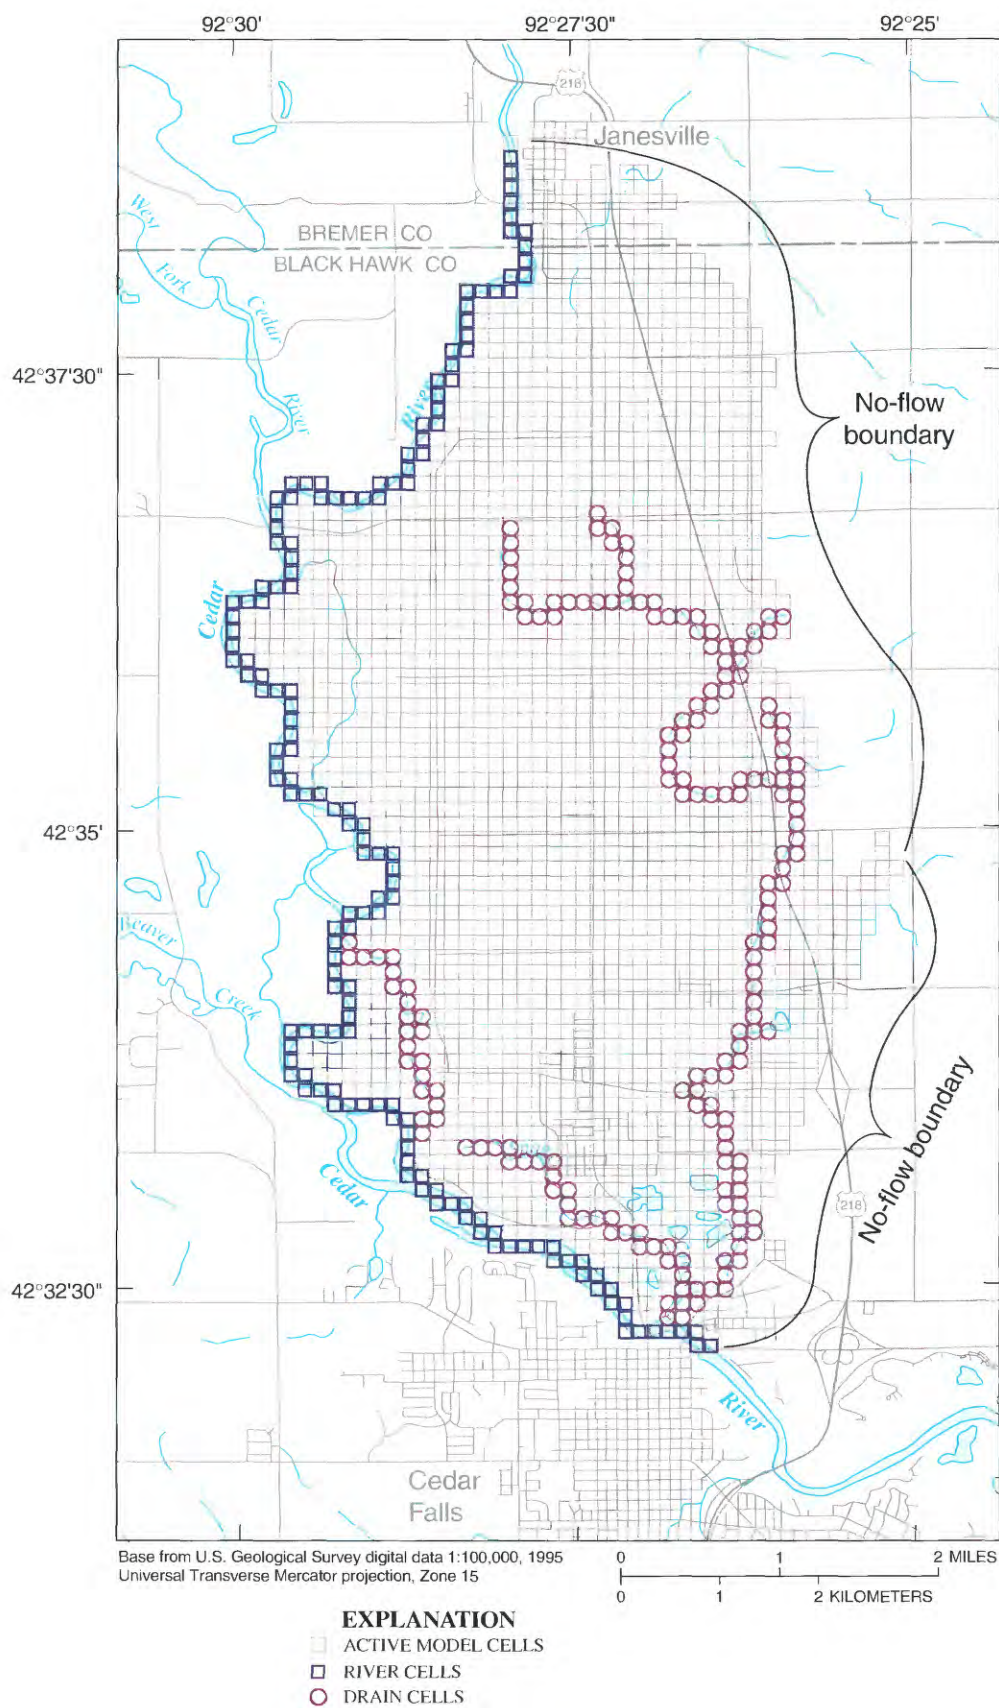 92°30'
92°27'30"
92°25'
218
Janesville
West
Fork
Cedar
River
BREMER CO
BLACK HAWK CO
42°37'30"
River
No-flow
boundary
Cedar
42°35'
Beaver
Creek
No-flow boundary
Cedar
218
42°32'30"
River
Cedar
Falls
Base from U.S. Geological Survey digital data 1:100,000, 1995
Universal Transverse Mercator projection, Zone 15
0 1 2 MILES
0 1 2 KILOMETERS
EXPLANATION
ACTIVE MODEL CELLS
RIVER CELLS
DRAIN CELLS